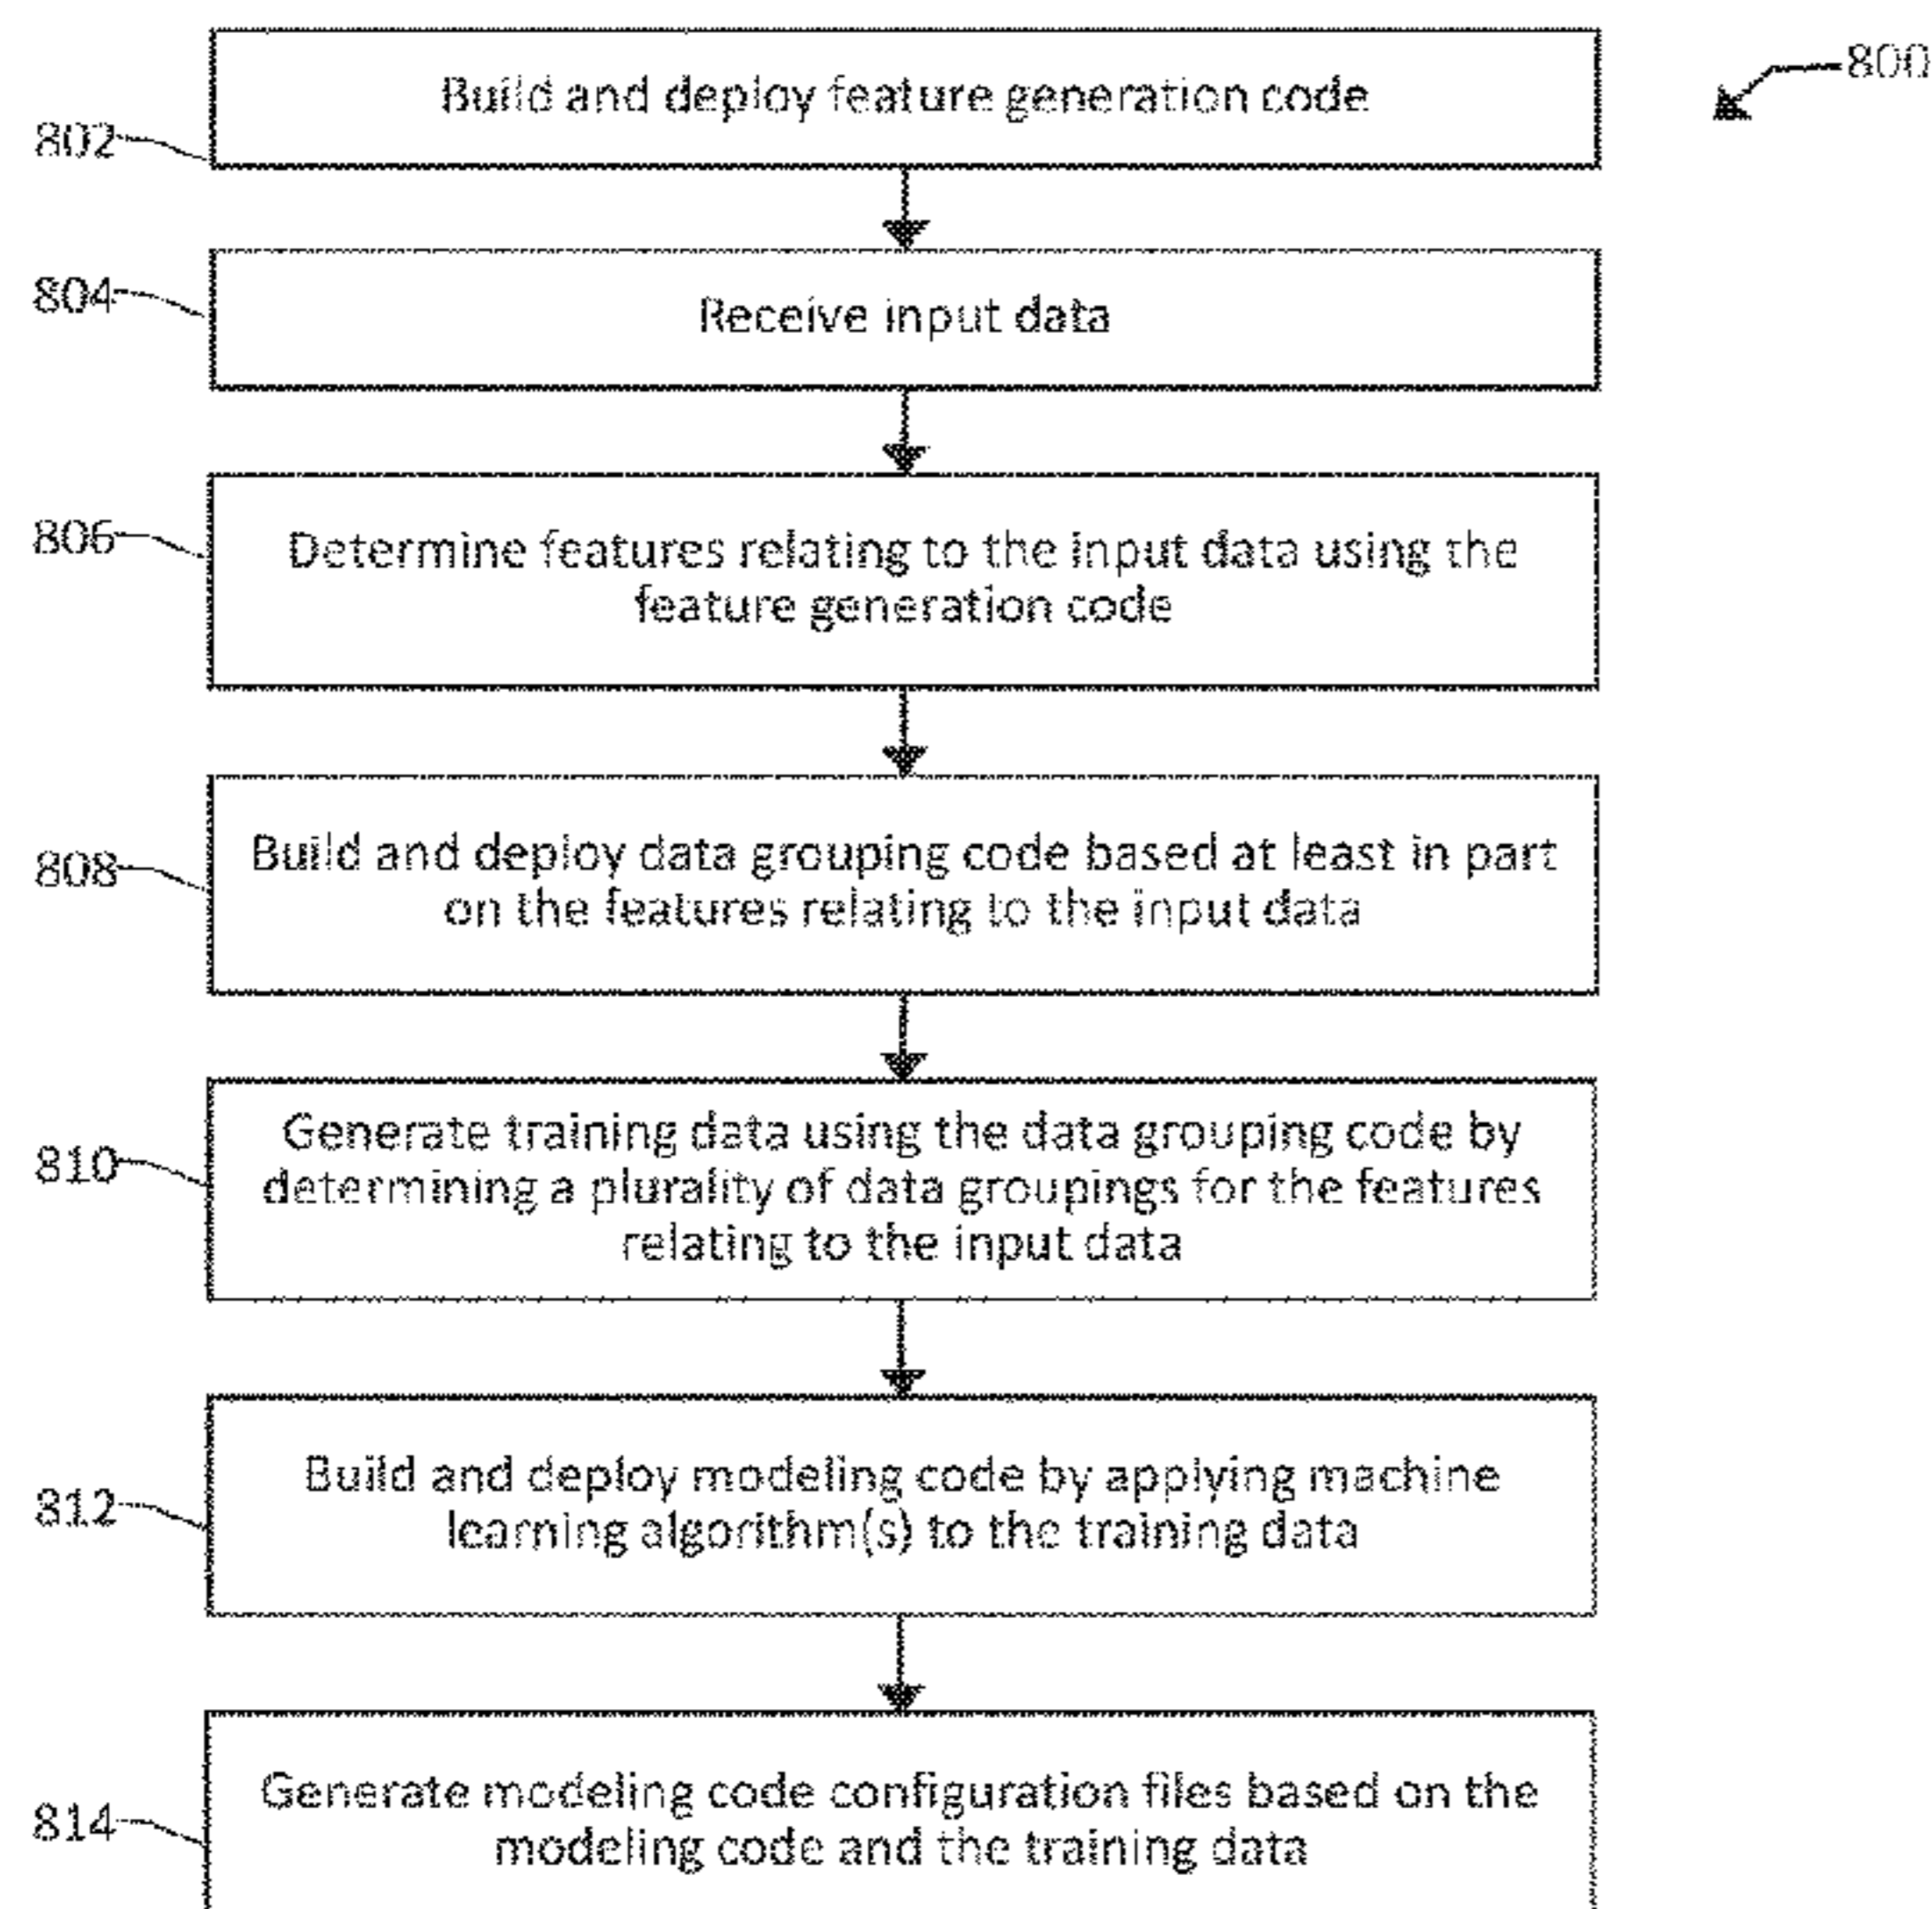 800
Build and deploy feature generation code
802
804
Receive input data
806
Determine features relating to the input data using the
feature generation code
808
Build and deploy data grouping code based at least in part
on the features relating to the input data
810
Generate training data using the data grouping code by
determining a plurality of data groupings for the features
relating to the input data
812
Build and deploy modeling code by applying machine
learning algorithm(s) to the training data
814
Generate modeling code configuration files based on the
modeling code and the training data